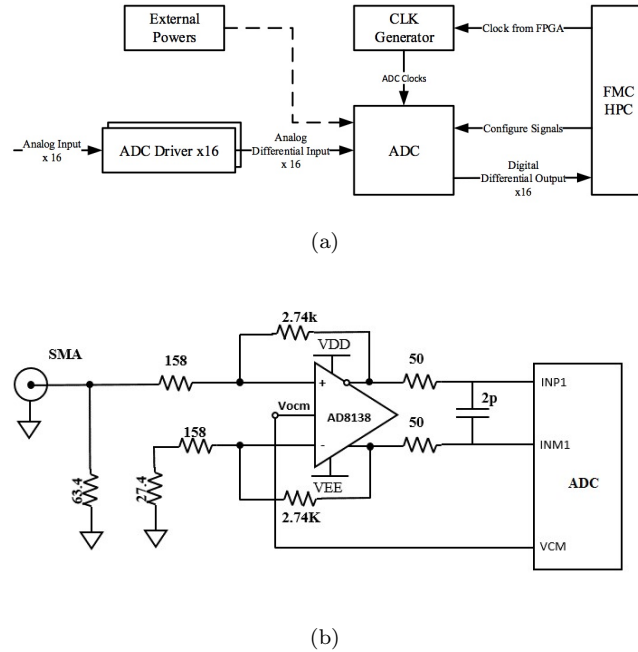 External
Powers
CLK
Generator
Clock from FPGA
FMC
HPC
ADC Clocks
Analog Input
x 16
ADC Driver x16
Analog
Differential Input
x 16
ADC
Configure Signals
Digital
Differential Output
x16
(a)
2.74k
SMA
VDD
158
50
INP1
+
Vocm
AD8138
2p
158
-
50
INM1
63.4
27.4
VEE
2.74K
ADC
VCM
(b)